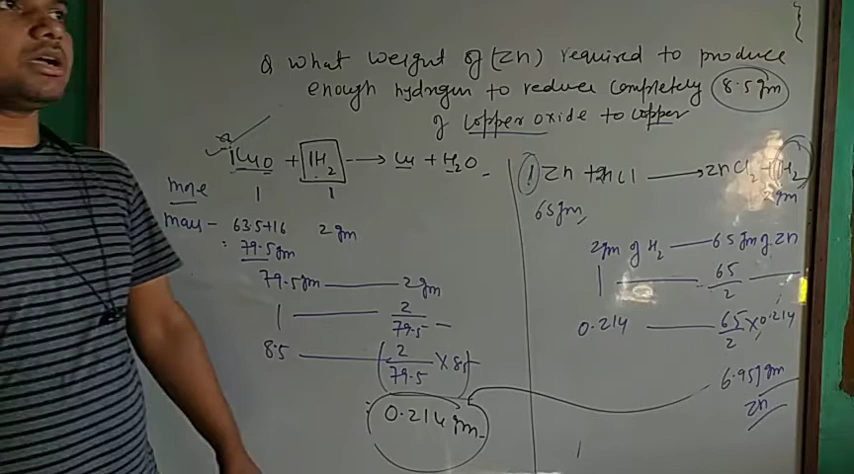 Q What weight of (Zn) required to produce
enough hydrogen to reduce completely 8.5 gm
of copper oxide to copper
1CuO + 1H2 → Cu + H2O
mole 1 1
mass – 63.5+16 2 gm
: 79.5 gm
79.5 gm — 2 gm
1 — 2/79.5
8.5 — (2/79.5 × 8.5)
0.214 gm
1 Zn + 2HCl → ZnCl2 + H2
65 gm, 2 gm
2 gm of H2 — 65 gm of Zn
1 — 65/2 —
0.214 — 65/2 × 0.214
6.95 gm
Zn